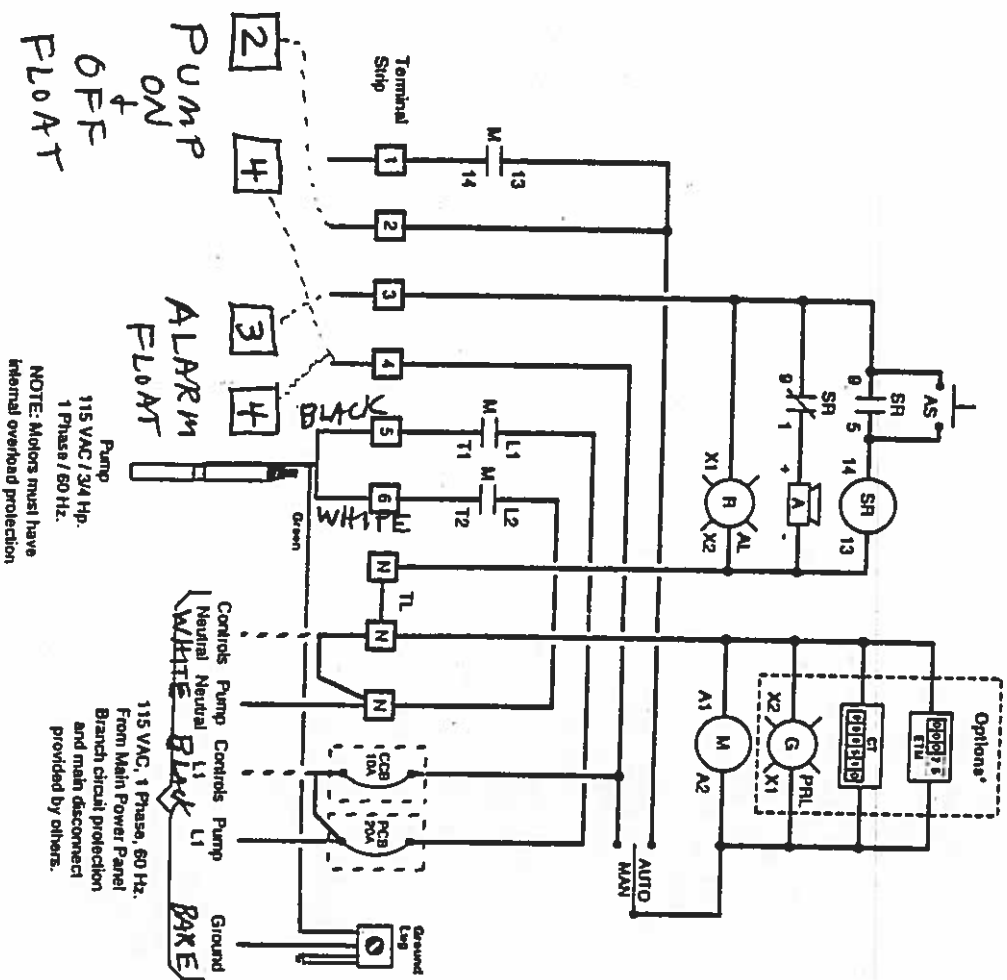 Terminal
Strip
1
2
3
4
5
6
N
N
N
TL
M
14
13
M
T1
L1
M
T2
L2
2
PUMP
ON
+
OFF
FLOAT
4
3
4
ALARM
FLOAT
BLACK
WHITE
Green
Pump
115 VAC / 3/4 Hp.
1 Phase / 60 Hz.
NOTE: Motors must have
internal overload protection
AS
SR
9
5
14
SR
13
SR
9
1
+
A
-
X1
R
X2
AL
Options*
ETM
CT
X2
G
X1
PRL
A1
M
A2
AUTO
MAN
CCB
10A
PCB
20A
Controls
Neutral
Pump
Neutral
Controls
L1
Pump
L1
Ground
WHITE
BLACK
BARE
Ground
Lug
115 VAC, 1 Phase, 60 Hz.
From Main Power Panel
Branch circuit protection
and main disconnect
provided by others.